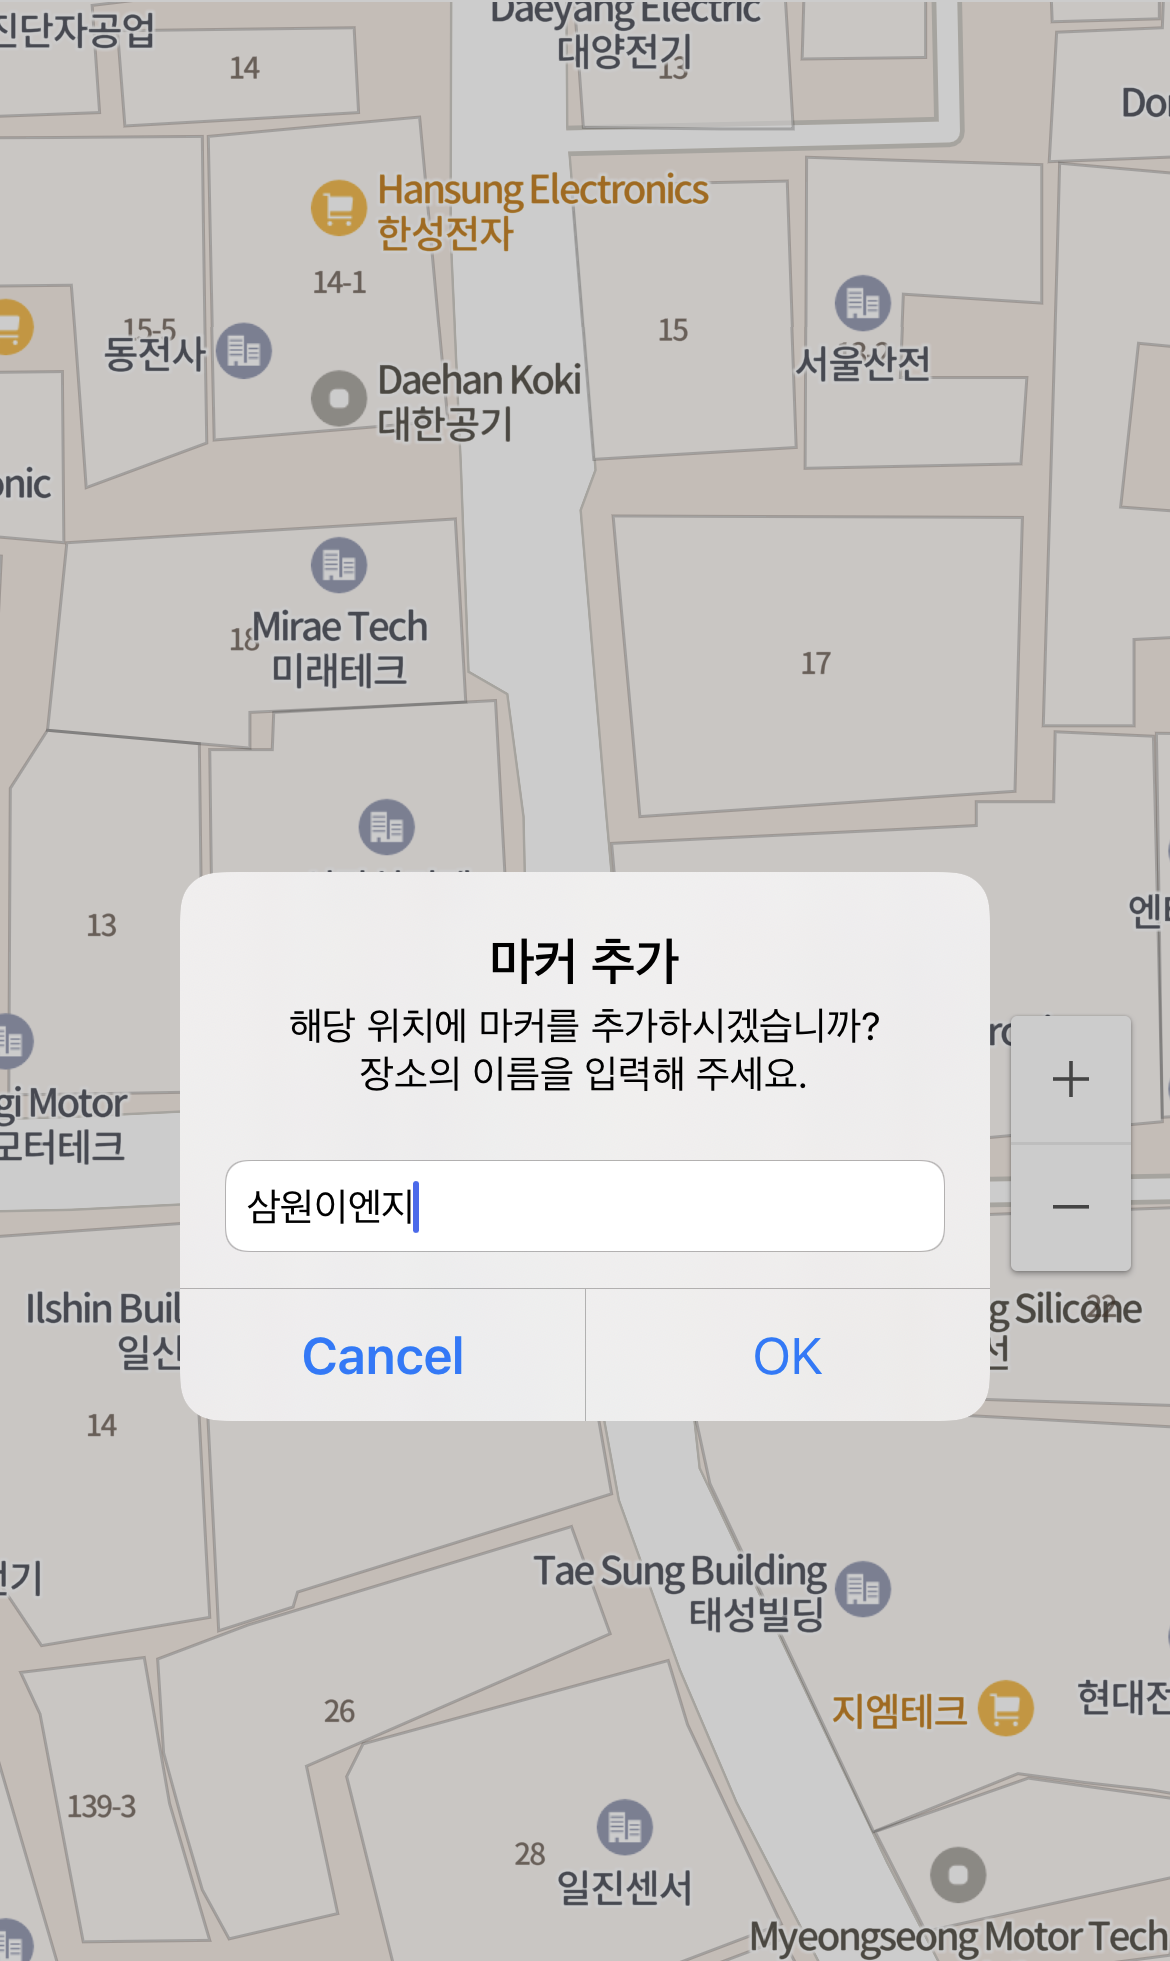 진단자공업
14
Daeyang Electric
대양전기
13
Hansung Electronics
한성전자
14-1
15-5
동전사
15
서울산전
Daehan Koki
대한공기
onic
Mirae Tech
18
미래테크
17
13
마커 추가
해당 위치에 마커를 추가하시겠습니까?
장소의 이름을 입력해 주세요.
gi Motor
모터테크
+
삼원이엔지
−
Ilshin Buil
일신
g Silicone
22
Cancel
OK
14
Tae Sung Building
태성빌딩
지엠테크
현대전
26
139-3
28
일진센서
Myeongseong Motor Tech